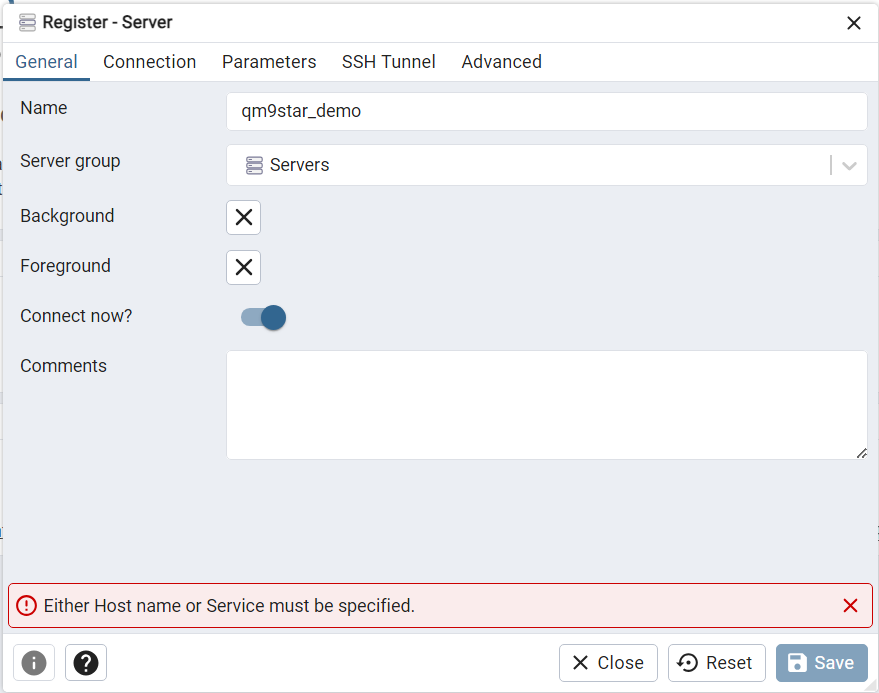 Register - Server
General Connection Parameters SSH Tunnel Advanced
Name qm9star_demo
Server group Servers
Background
Foreground
Connect now?
Comments
Either Host name or Service must be specified.
Close Reset Save